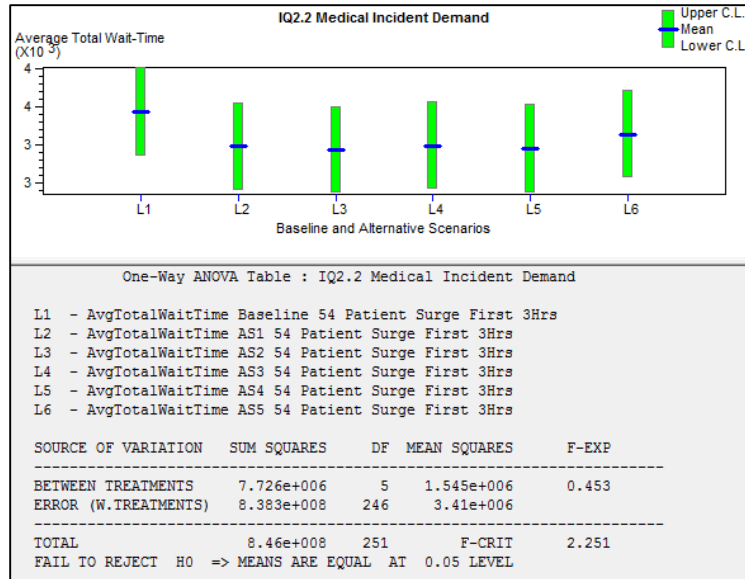 IQ2.2 Medical Incident Demand
Upper C.L.
Mean
Lower C.L
Average Total Wait-Time
(X10 3)
4
4
3
3
L1 L2 L3 L4 L5 L6
Baseline and Alternative Scenarios
One-Way ANOVA Table : IQ2.2 Medical Incident Demand
L1 - AvgTotalWaitTime Baseline 54 Patient Surge First 3Hrs
L2 - AvgTotalWaitTime AS1 54 Patient Surge First 3Hrs
L3 - AvgTotalWaitTime AS2 54 Patient Surge First 3Hrs
L4 - AvgTotalWaitTime AS3 54 Patient Surge First 3Hrs
L5 - AvgTotalWaitTime AS4 54 Patient Surge First 3Hrs
L6 - AvgTotalWaitTime AS5 54 Patient Surge First 3Hrs
SOURCE OF VARIATION SUM SQUARES DF MEAN SQUARES F-EXP
BETWEEN TREATMENTS 7.726e+006 5 1.545e+006 0.453
ERROR (W.TREATMENTS) 8.383e+008 246 3.41e+006
TOTAL 8.46e+008 251 F-CRIT 2.251
FAIL TO REJECT H0 => MEANS ARE EQUAL AT 0.05 LEVEL